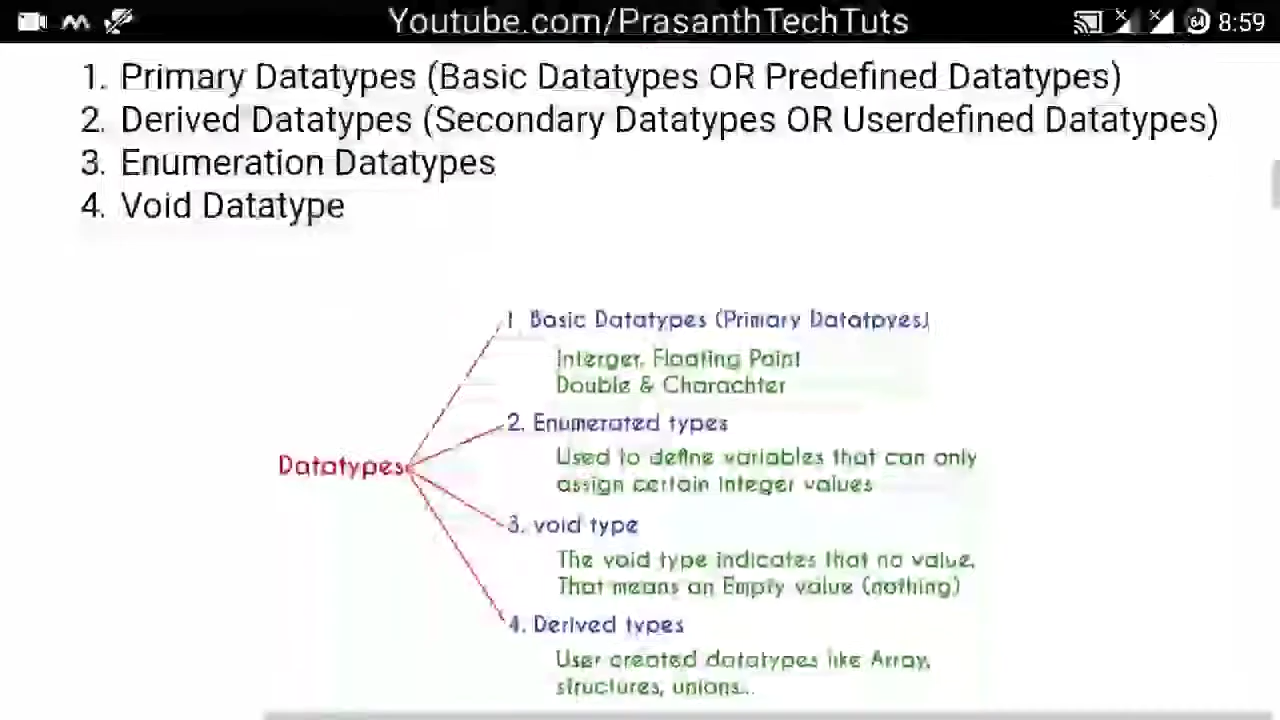 Youtube.com/PrasanthTechTuts
64 8:59
1. Primary Datatypes (Basic Datatypes OR Predefined Datatypes)
2. Derived Datatypes (Secondary Datatypes OR Userdefined Datatypes)
3. Enumeration Datatypes
4. Void Datatype
1 Basic Datatypes (Primary Datatpyes)
Interger, Floating Point
Double & Charachter
2. Enumerated types
Used to define variables that can only
assign certain Integer values
Datatypes
3. void type
The void type indicates that no value.
That means an Empty value (nothing)
4. Derived types
User created datatypes like Array,
structures, unions...